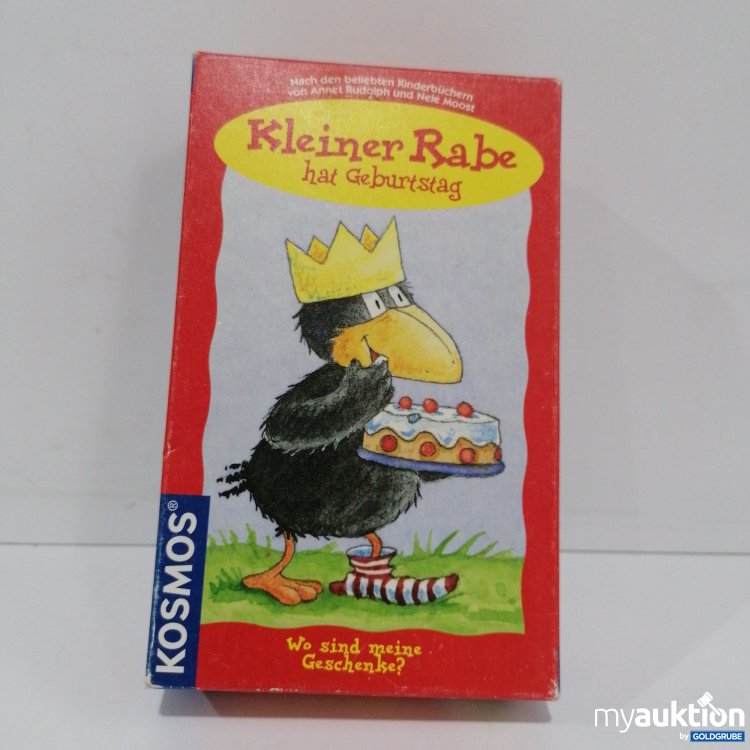 Nach den beliebten Kinderbüchern
von Annet Rudolph und Nele Moost
Kleiner Rabe
hat Geburtstag
KOSMOS®
Wo sind meine
Geschenke?
myauktion
by GOLDGRUBE